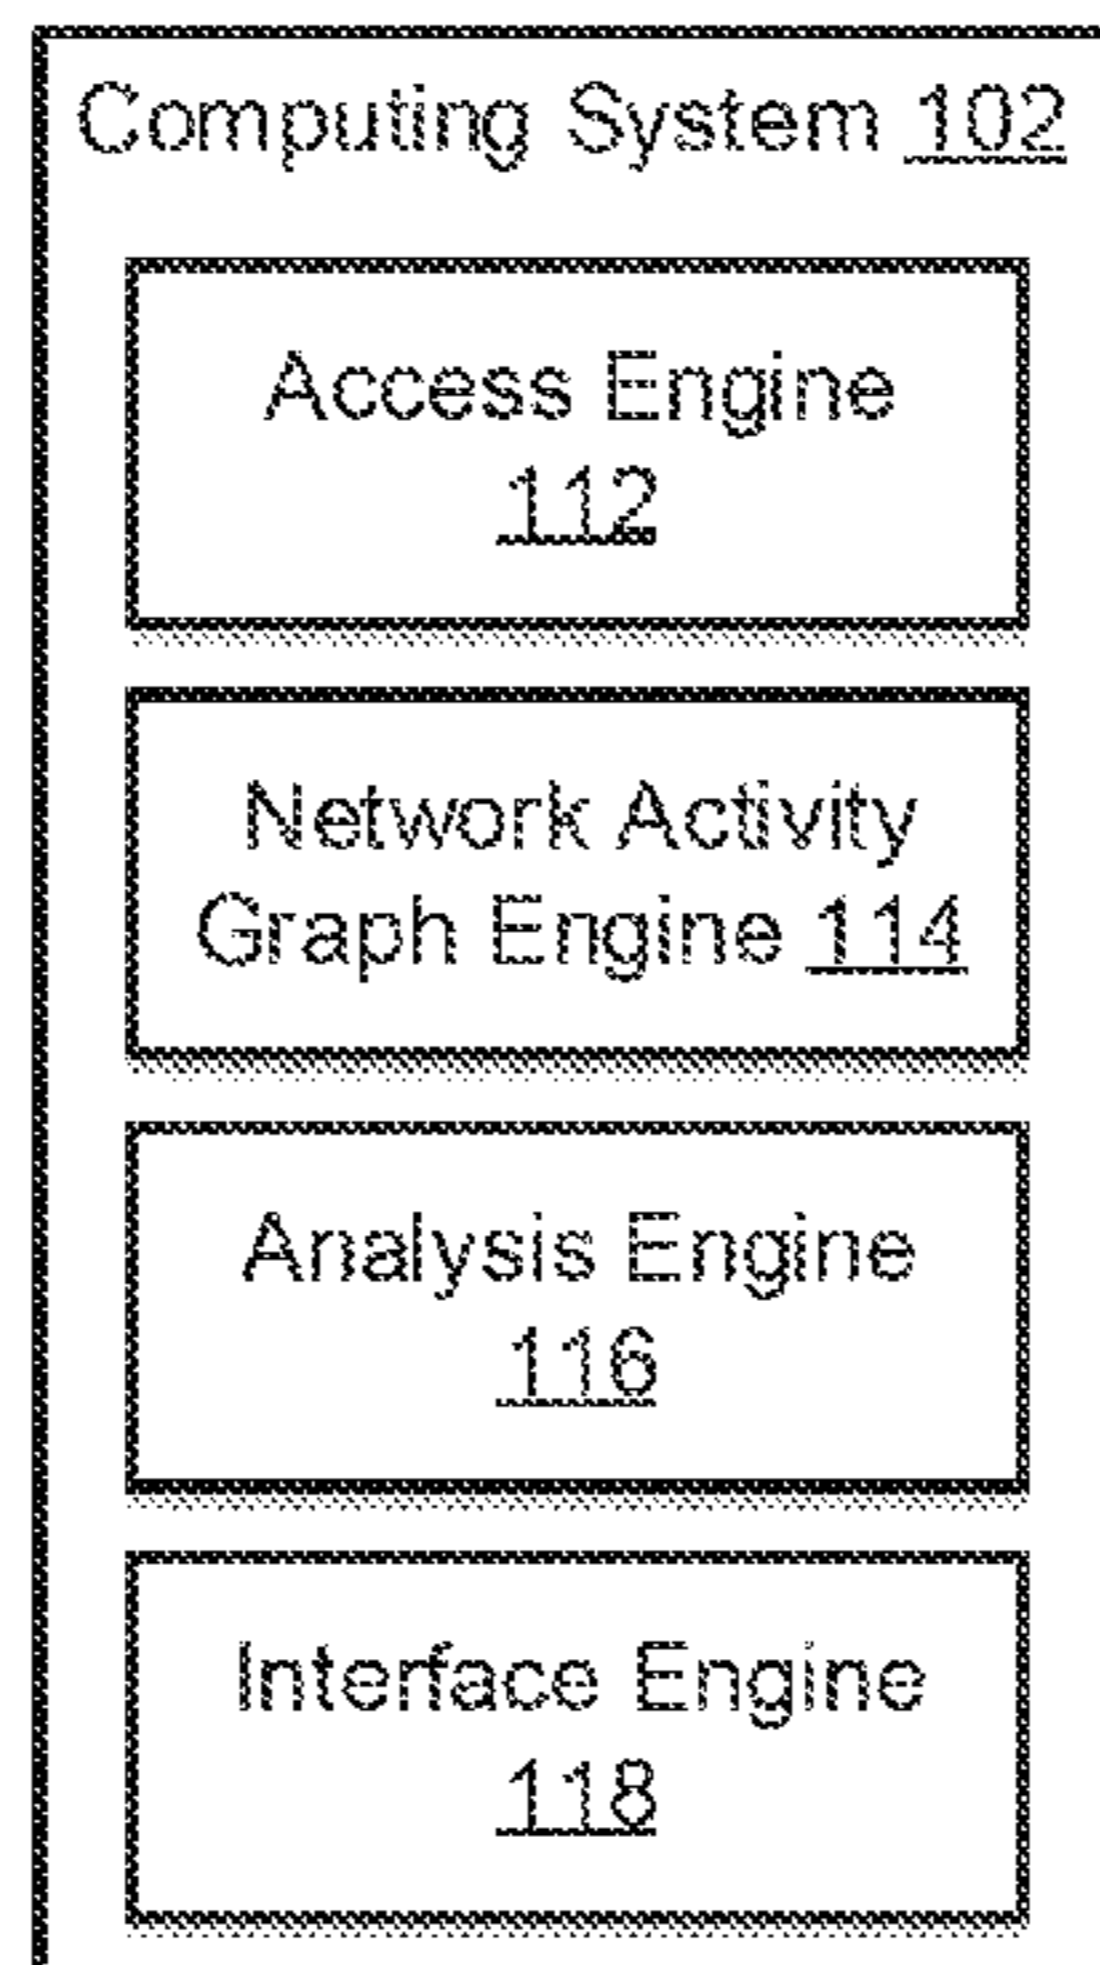 Computing System 102
Access Engine
112
Network Activity
Graph Engine 114
Analysis Engine
116
Interface Engine
118